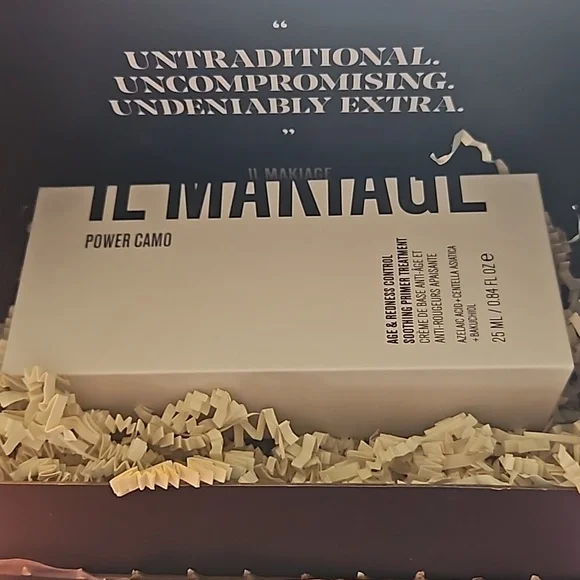 “
UNTRADITIONAL.
UNCOMPROMISING.
UNDENIABLY EXTRA.
”
IL MAKIAGE
IL MAKIAGE
POWER CAMO
AGE & REDNESS CONTROL
SOOTHING PRIMER TREATMENT
CRÈME DE BASE ANTI-AGE ET
ANTI-ROUGEURS APAISANTE
AZELAIC ACID+CENTELLA ASIATICA
+BAKUCHIOL
25 ML / 0.84 FL OZ e